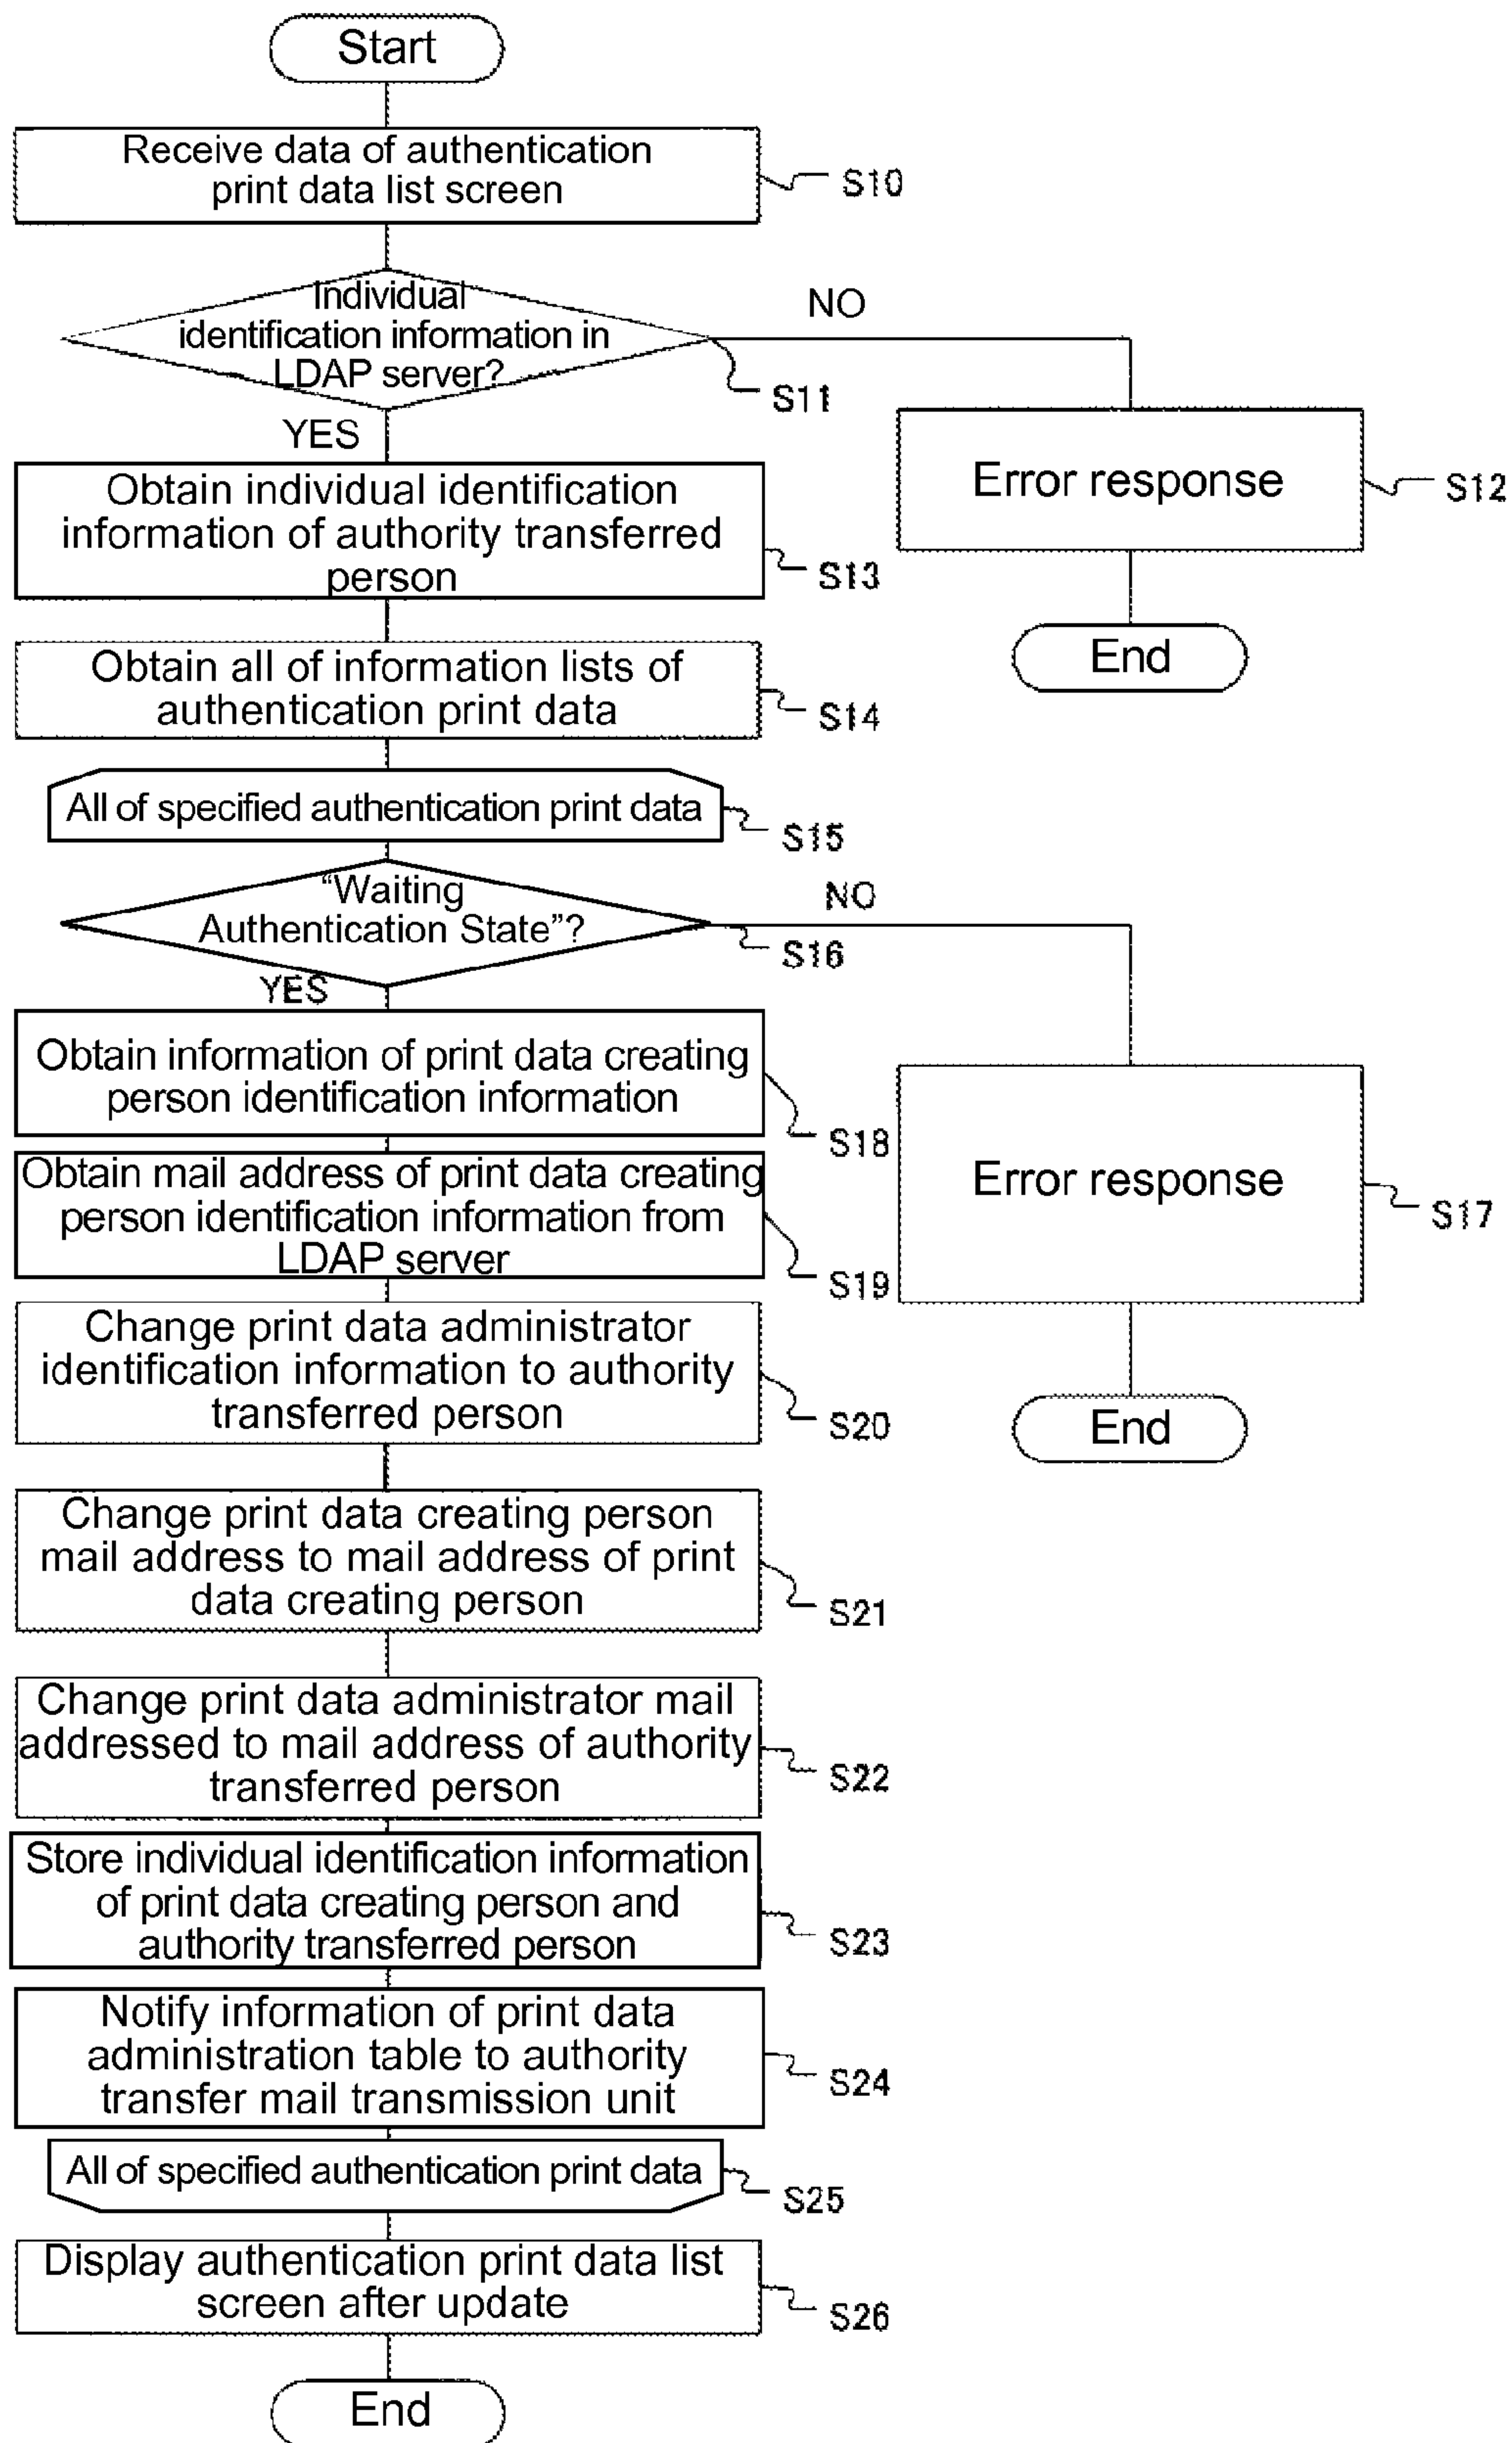 Start
Receive data of authentication
print data list screen
S10
Individual
identification information in
LDAP server?
NO
S11
YES
Error response
S12
End
Obtain individual identification
information of authority transferred
person
S13
Obtain all of information lists of
authentication print data
S14
All of specified authentication print data
S15
“Waiting
Authentication State”?
NO
S16
YES
Error response
S17
End
Obtain information of print data creating
person identification information
S18
Obtain mail address of print data creating
person identification information from
LDAP server
S19
Change print data administrator
identification information to authority
transferred person
S20
Change print data creating person
mail address to mail address of print
data creating person
S21
Change print data administrator mail
addressed to mail address of authority
transferred person
S22
Store individual identification information
of print data creating person and
authority transferred person
S23
Notify information of print data
administration table to authority
transfer mail transmission unit
S24
All of specified authentication print data
S25
Display authentication print data list
screen after update
S26
End